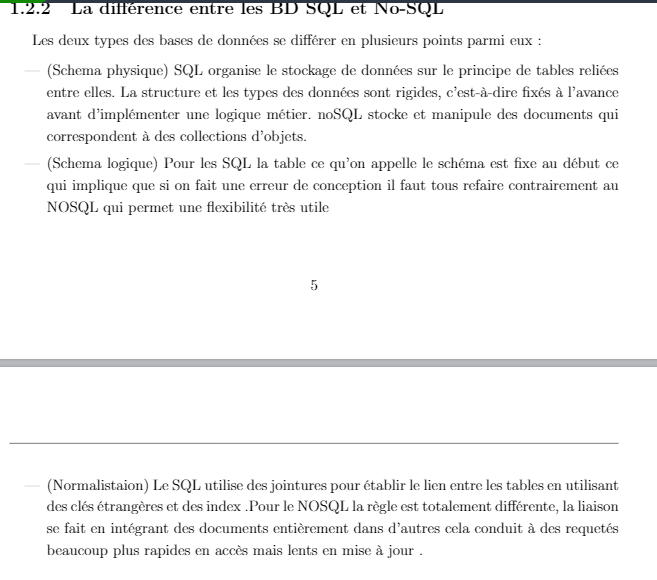 1.2.2 La différence entre les BD SQL et No-SQL
Les deux types des bases de données se différer en plusieurs points parmi eux :
— (Schema physique) SQL organise le stockage de données sur le principe de tables reliées
entre elles. La structure et les types des données sont rigides, c'est-à-dire fixés à l'avance
avant d'implémenter une logique métier. noSQL stocke et manipule des documents qui
correspondent à des collections d'objets.
— (Schema logique) Pour les SQL la table ce qu'on appelle le schéma est fixe au début ce
qui implique que si on fait une erreur de conception il faut tous refaire contrairement au
NOSQL qui permet une flexibilité très utile
5
— (Normalistaion) Le SQL utilise des jointures pour établir le lien entre les tables en utilisant
des clés étrangères et des index .Pour le NOSQL la règle est totalement différente, la liaison
se fait en intégrant des documents entièrement dans d'autres cela conduit à des requetés
beaucoup plus rapides en accès mais lents en mise à jour .